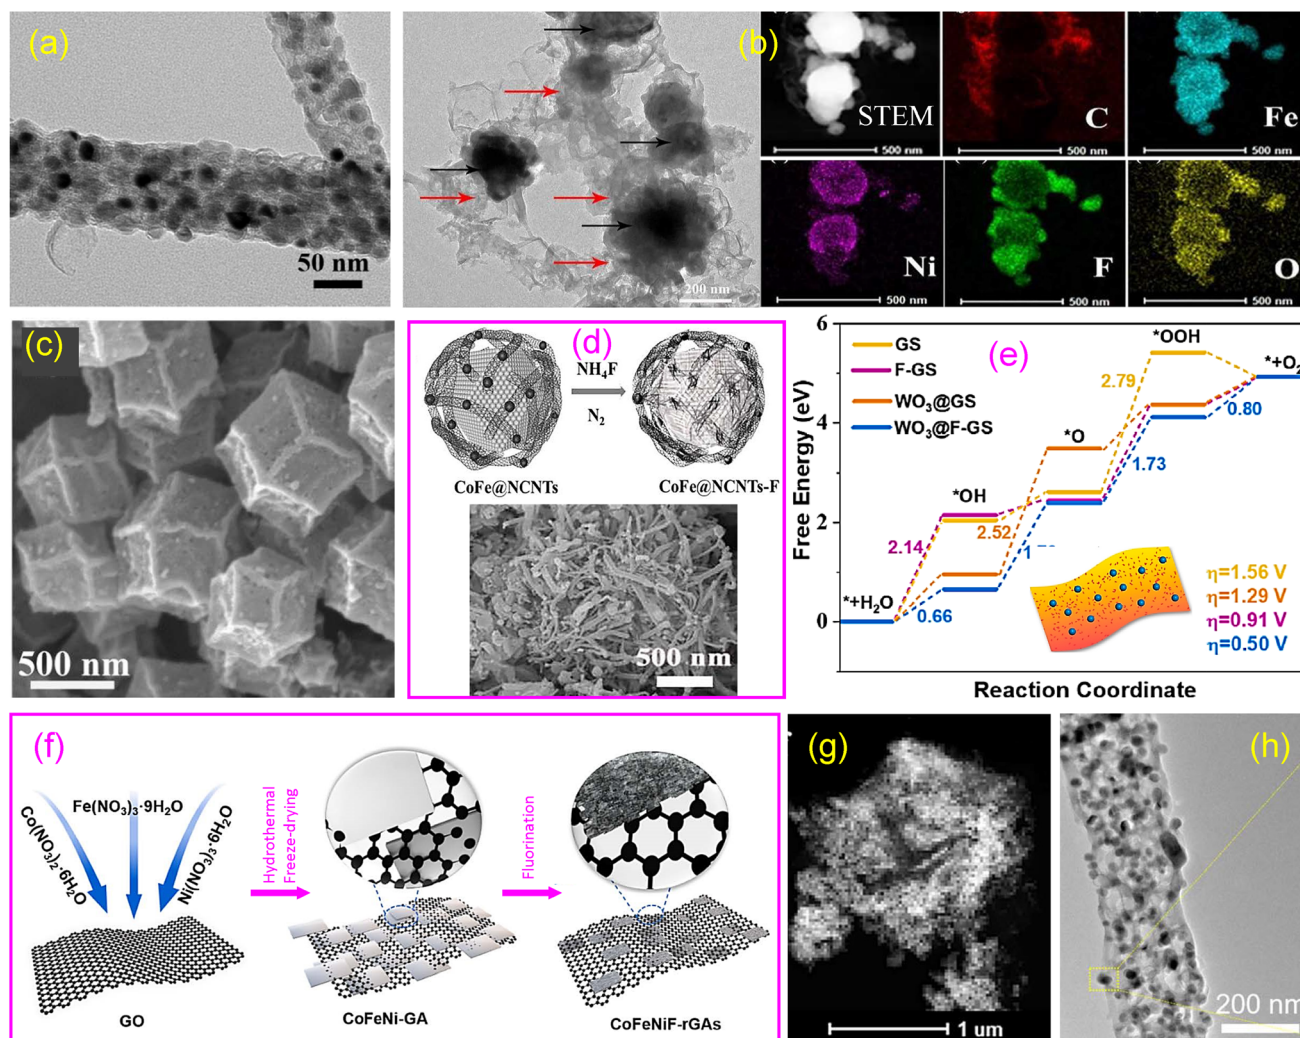 (a)
50 nm
200 nm
(b)
STEM
500 nm
C
500 nm
Fe
500 nm
Ni
500 nm
F
500 nm
O
500 nm
(c)
500 nm
(d)
NH₄F
N₂
CoFe@NCNTs
CoFe@NCNTs-F
500 nm
(e)
Free Energy (eV)
6
4
2
0
GS
F-GS
WO₃@GS
WO₃@F-GS
*+H₂O
*OH
*O
*OOH
*+O₂
2.14
0.66
2.52
2.79
1.73
0.80
η=1.56 V
η=1.29 V
η=0.91 V
η=0.50 V
Reaction Coordinate
(f)
Co(NO₃)₂·6H₂O
Fe(NO₃)₃·9H₂O
Ni(NO₃)₃·6H₂O
GO
Hydrothermal
Freeze-drying
CoFeNi-GA
Fluorination
CoFeNiF-rGAs
(g)
1 um
(h)
200 nm